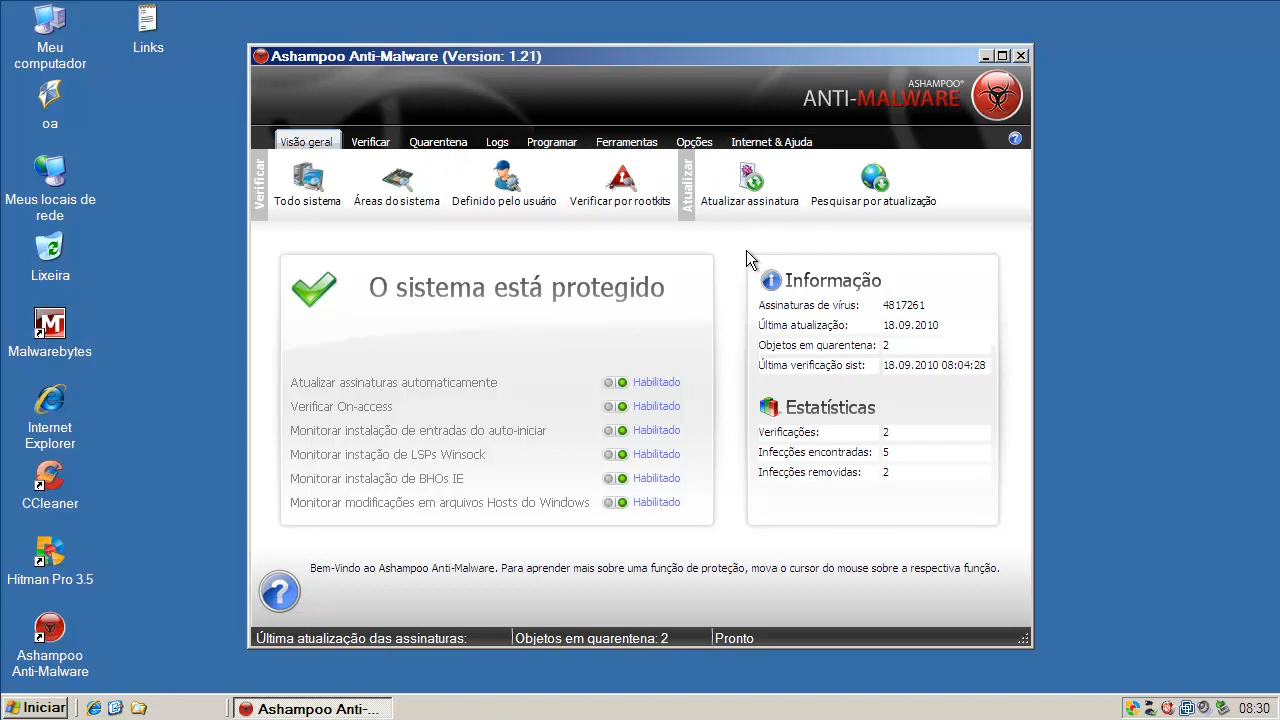 Meu computador
Links
oa
Meus locais de rede
Lixeira
Malwarebytes
Internet Explorer
CCleaner
Hitman Pro 3.5
Ashampoo Anti-Malware
Ashampoo Anti-Malware (Version: 1.21)
ASHAMPOO®
ANTI-MALWARE
Visão geral Verificar Quarentena Logs Programar Ferramentas Opções Internet & Ajuda
Verificar
Todo sistema Áreas do sistema Definido pelo usuário Verificar por rootkits
Atualizar
Atualizar assinatura Pesquisar por atualização
O sistema está protegido
Atualizar assinaturas automaticamente Habilitado
Verificar On-access Habilitado
Monitorar instalação de entradas do auto-iniciar Habilitado
Monitorar instação de LSPs Winsock Habilitado
Monitorar instalação de BHOs IE Habilitado
Monitorar modificações em arquivos Hosts do Windows Habilitado
Informação
Assinaturas de vírus: 4817261
Última atualização: 18.09.2010
Objetos em quarentena: 2
Última verificação sist: 18.09.2010 08:04:28
Estatísticas
Verificações: 2
Infecções encontradas: 5
Infecções removidas: 2
Bem-Vindo ao Ashampoo Anti-Malware. Para aprender mais sobre uma função de proteção, mova o cursor do mouse sobre a respectiva função.
Última atualização das assinaturas: Objetos em quarentena: 2 Pronto
Iniciar Ashampoo Anti-... 08:30